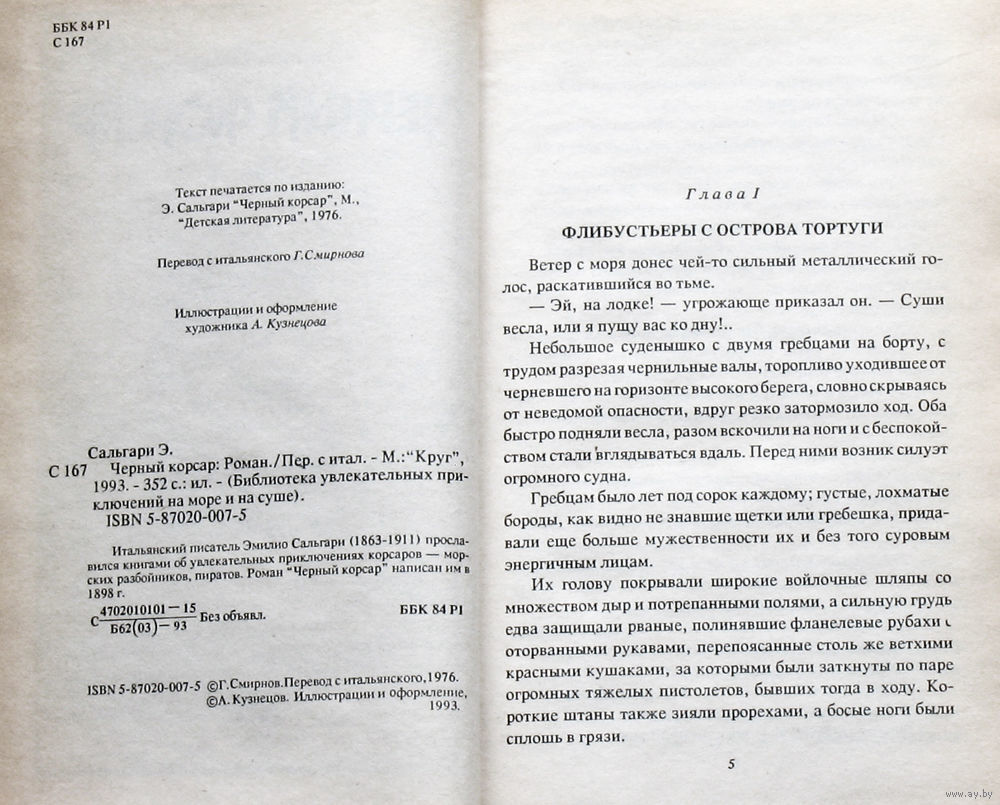 ББК 84 Р1
С 167
Текст печатается по изданию:
Э. Сальгари "Черный корсар", М.,
"Детская литература", 1976.
Перевод с итальянского Г.Смирнова
Иллюстрации и оформление
художника А. Кузнецова
Сальгари Э.
С 167 Черный корсар: Роман./Пер. с итал. - М.:"Круг",
1993. - 352 с.: ил. - (Библиотека увлекательных при-
ключений на море и на суше).
ISBN 5-87020-007-5
Итальянский писатель Эмилио Сальгари (1863-1911) просла-
вился книгами об увлекательных приключениях корсаров — мор-
ских разбойников, пиратов. Роман "Черный корсар" написан им в
1898 г.
С 4702010101 — 15
Б62(03) — 93 Без объявл. ББК 84 Р1
ISBN 5-87020-007-5 ©Г.Смирнов.Перевод с итальянского,1976.
©А. Кузнецов. Иллюстрации и оформление,
1993.
Глава I
ФЛИБУСТЬЕРЫ С ОСТРОВА ТОРТУГИ
Ветер с моря донес чей-то сильный металлический го-
лос, раскатившийся во тьме.
— Эй, на лодке! — угрожающе приказал он. — Суши
весла, или я пущу вас ко дну!..
Небольшое суденышко с двумя гребцами на борту, с
трудом разрезая чернильные валы, торопливо уходившее от
черневшего на горизонте высокого берега, словно скрываясь
от неведомой опасности, вдруг резко затормозило ход. Оба
быстро подняли весла, разом вскочили на ноги и с беспокой-
ством стали вглядываться вдаль. Перед ними возник силуэт
огромного судна.
Гребцам было лет под сорок каждому; густые, лохматые
бороды, как видно не знавшие щетки или гребешка, прида-
вали еще больше мужественности их и без того суровым
энергичным лицам.
Их голову покрывали широкие войлочные шляпы со
множеством дыр и потрепанными полями, а сильную грудь
едва защищали рваные, полинявшие фланелевые рубахи с
оторванными рукавами, перепоясанные столь же ветхими
красными кушаками, за которыми были заткнуты по паре
огромных тяжелых пистолетов, бывших тогда в ходу. Ко-
роткие штаны также зияли прорехами, а босые ноги были
сплошь в грязи.
5
www.ay.by